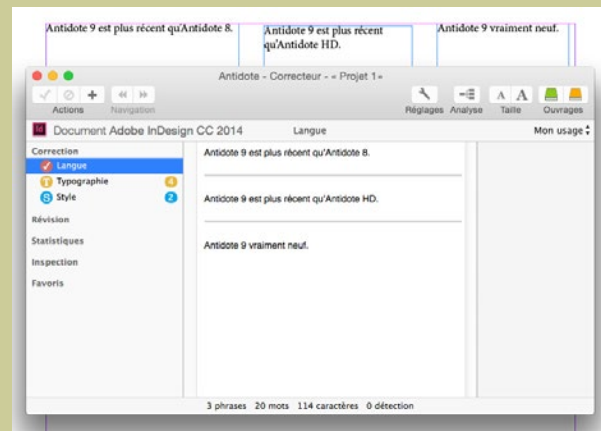 Antidote 9 est plus récent qu'Antidote 8.
Antidote 9 est plus récent
qu'Antidote HD.
Antidote 9 vraiment neuf.
Antidote - Correcteur - « Projet 1 »
Actions Navigation Réglages Analyse Taille Ouvrages
A A
Id Document Adobe InDesign CC 2014 Langue Mon usage
Correction
Langue
T Typographie 4
S Style 2
Révision
Statistiques
Inspection
Favoris
Antidote 9 est plus récent qu'Antidote 8.
Antidote 9 est plus récent qu'Antidote HD.
Antidote 9 vraiment neuf.
3 phrases 20 mots 114 caractères 0 détection